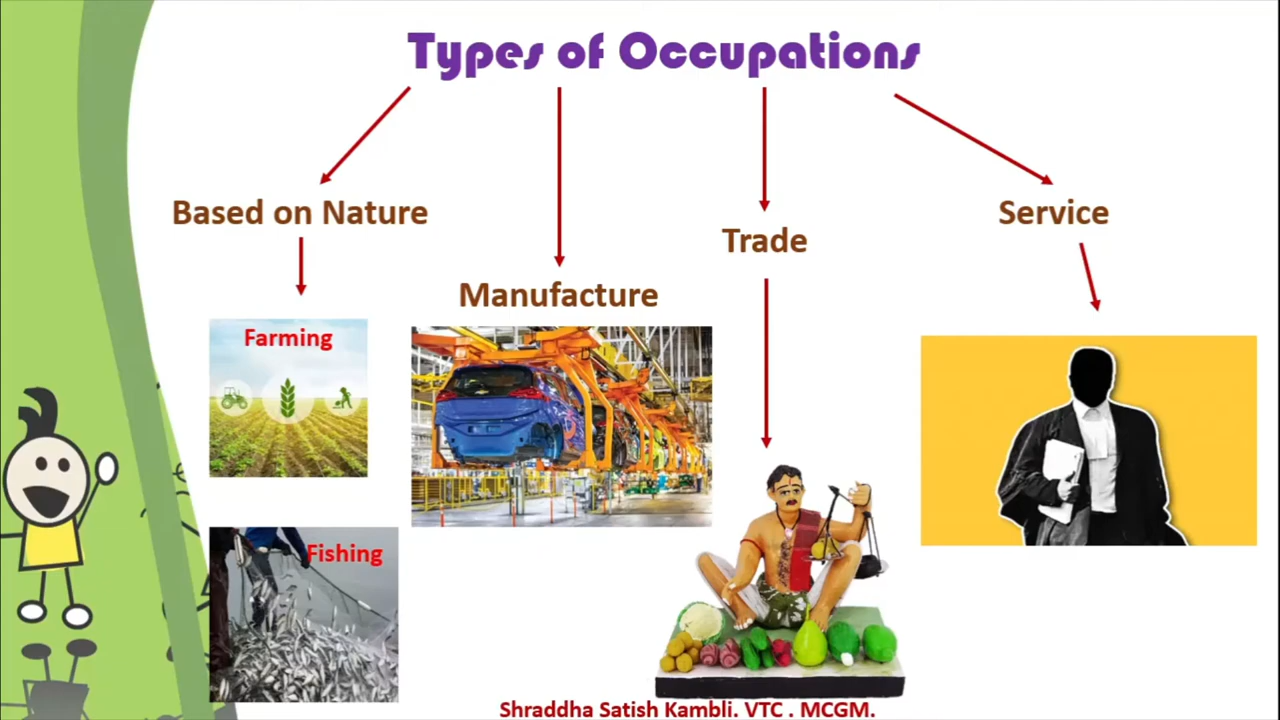 Types of Occupations
Based on Nature
Service
Trade
Manufacture
Farming
Fishing
Shraddha Satish Kambli. VTC . MCGM.